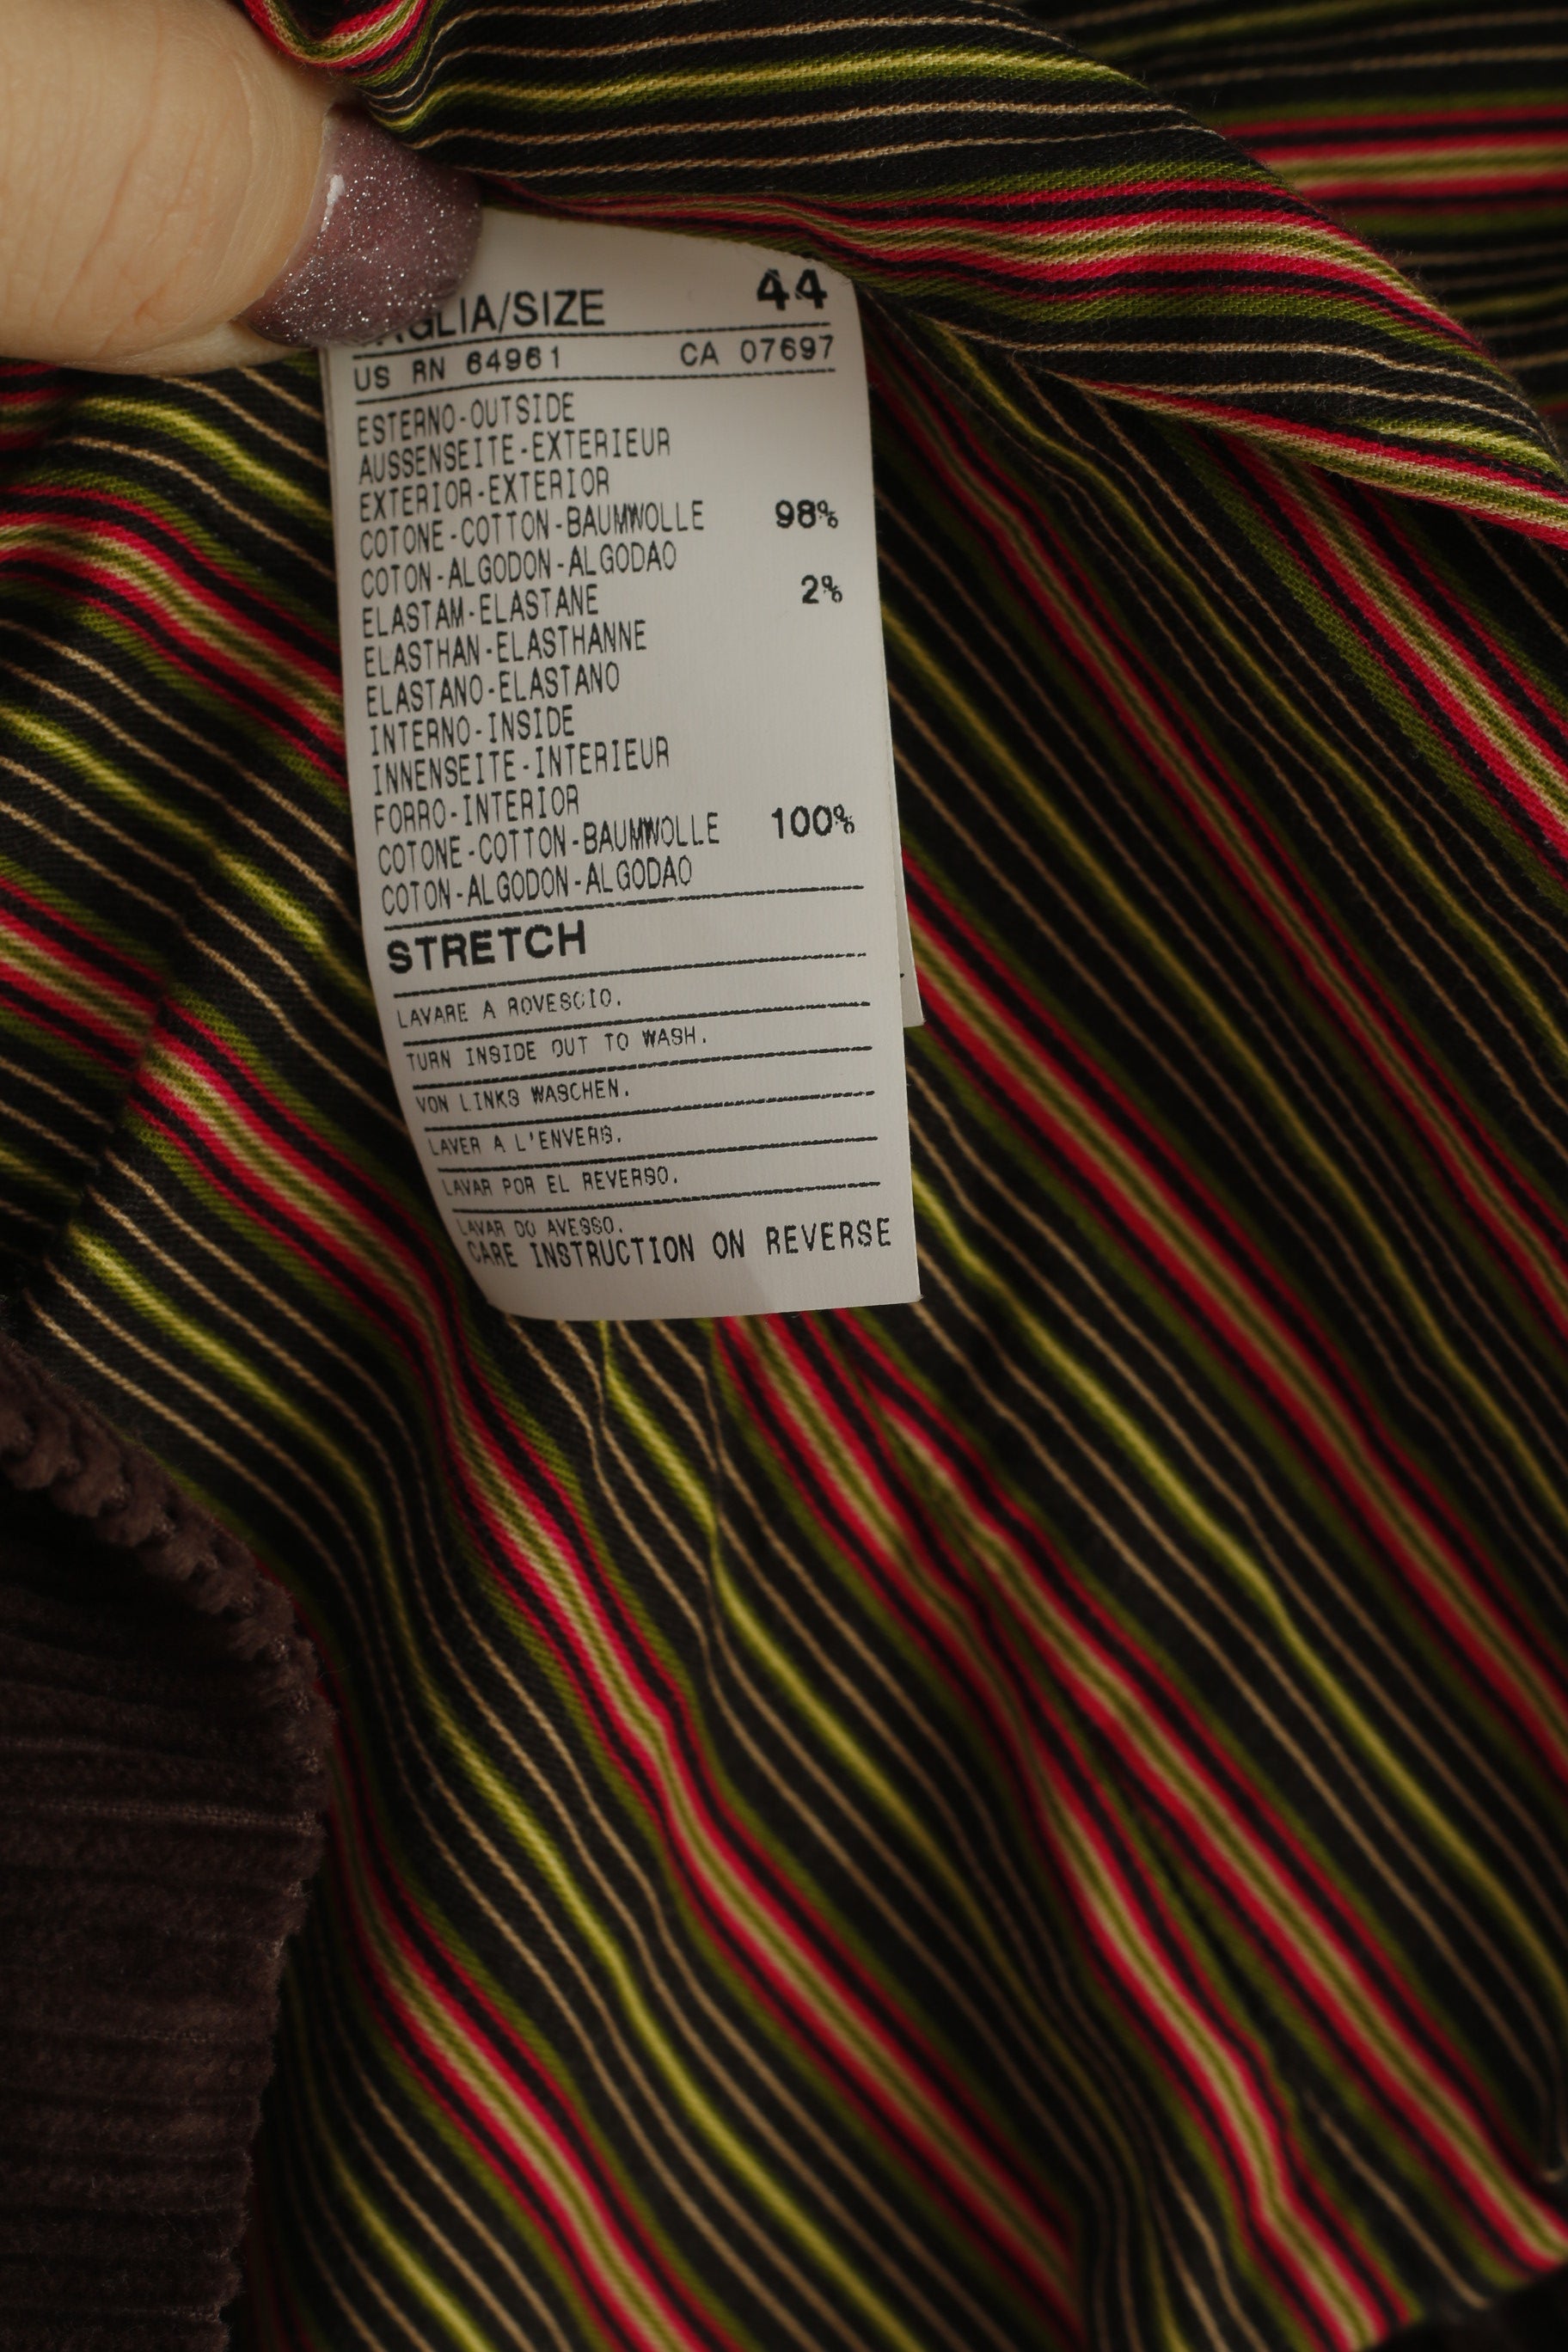 AGLIA/SIZE 44
US RN 64961 CA 07697
ESTERNO-OUTSIDE
AUSSENSEITE-EXTERIEUR
EXTERIOR-EXTERIOR
COTONE-COTTON-BAUMWOLLE 98%
COTON-ALGODON-ALGODAO
ELASTAM-ELASTANE 2%
ELASTHAN-ELASTHANNE
ELASTANO-ELASTANO
INTERNO-INSIDE
INNENSEITE-INTERIEUR
FORRO-INTERIOR
COTONE-COTTON-BAUMWOLLE 100%
COTON-ALGODON-ALGODAO
STRETCH
LAVARE A ROVESCIO.
TURN INSIDE OUT TO WASH.
VON LINKS WASCHEN.
LAVER A L'ENVERS.
LAVAR POR EL REVERSO.
LAVAR DO AVESSO.
CARE INSTRUCTION ON REVERSE